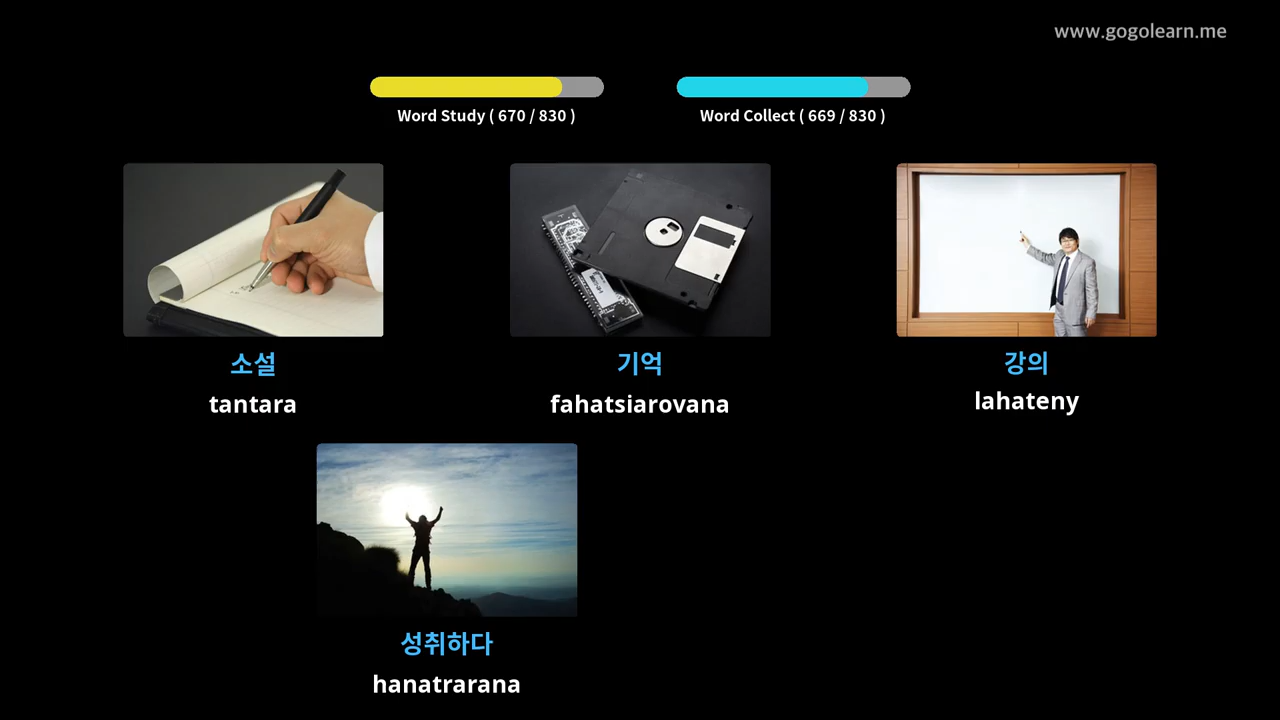 www.gogolearn.me
Word Study ( 670 / 830 )
Word Collect ( 669 / 830 )
소설
tantara
기억
fahatsiarovana
강의
lahateny
성취하다
hanatrarana